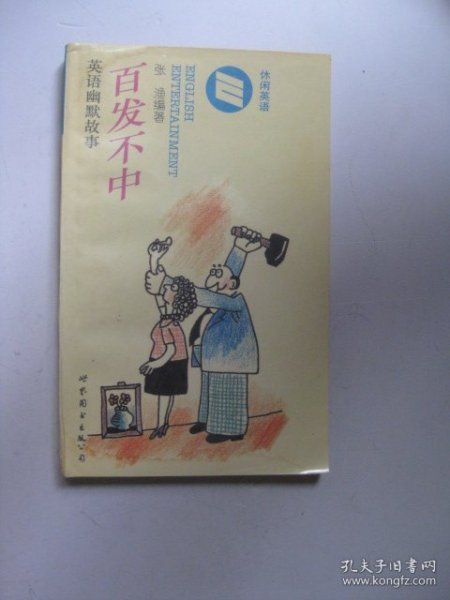 休闲英语
ENGLISH
ENTERTAINMENT
张涌编著
百发不中
英语幽默故事
世界图书出版公司
孔夫子旧书网
www.kongfz.com